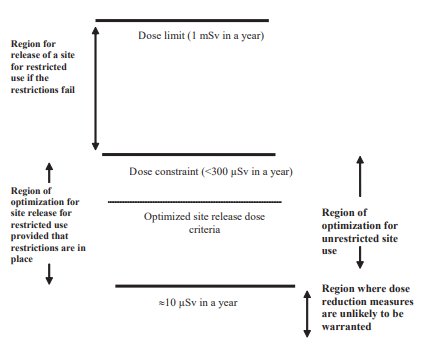 Dose limit (1 mSv in a year)
Region for
release of a site
for restricted
use if the
restrictions fail
Dose constraint (<300 µSv in a year)
Region of
optimization for
site release for
restricted use
provided that
restrictions are in
place
Optimized site release dose
criteria
Region of
optimization for
unrestricted site
use
≈10 µSv in a year
Region where dose
reduction measures
are unlikely to be
warranted